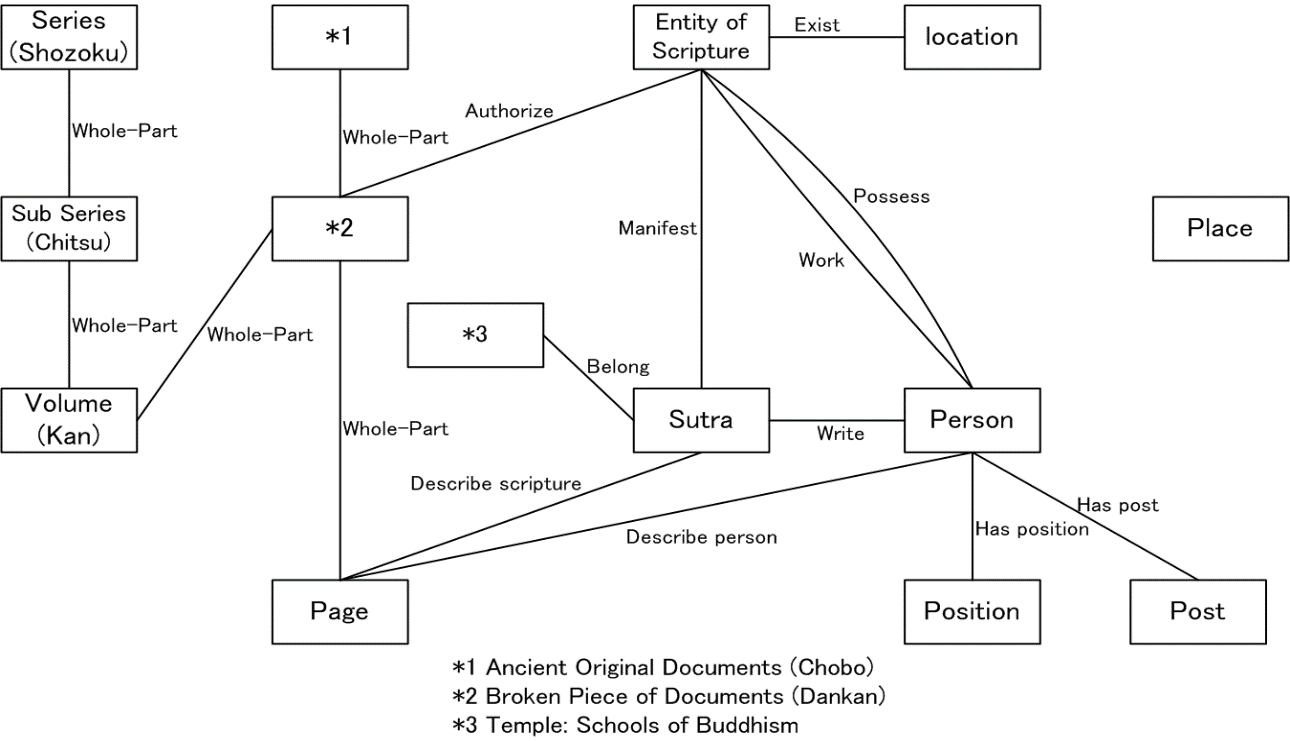 Series
(Shozoku)
*1
Entity of
Scripture
Exist
location
Authorize
Whole-Part
Whole-Part
Sub Series
(Chitsu)
*2
Manifest
Possess
Work
Place
Whole-Part
Whole-Part
*3
Belong
Volume
(Kan)
Whole-Part
Sutra
Write
Person
Describe scripture
Describe person
Has position
Has post
Page
Position
Post
*1 Ancient Original Documents (Chobo)
*2 Broken Piece of Documents (Dankan)
*3 Temple: Schools of Buddhism